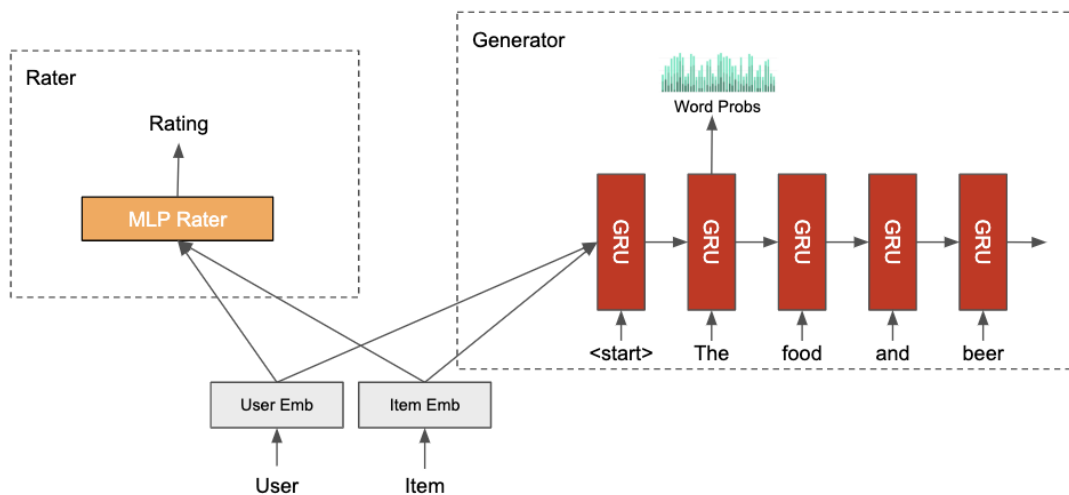 Generator
Rater
Word Probs
Rating
MLP Rater
GRU
GRU
GRU
GRU
GRU
<start> The food and beer
User Emb
Item Emb
User
Item